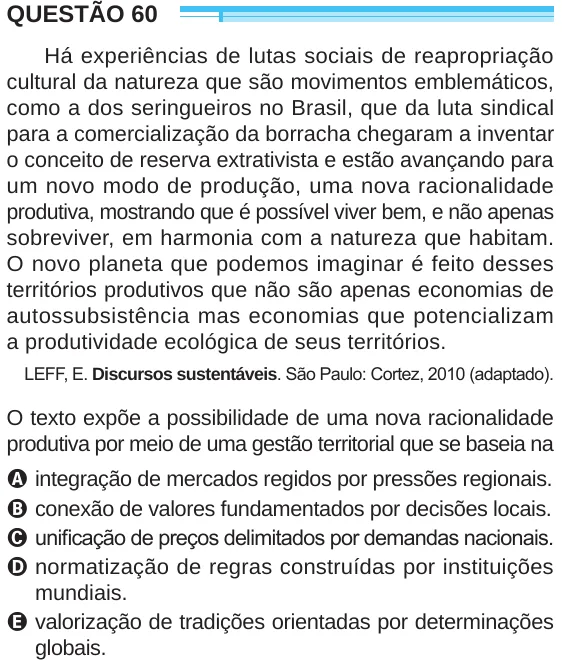 QUESTÃO 60
Há experiências de lutas sociais de reapropriação
cultural da natureza que são movimentos emblemáticos,
como a dos seringueiros no Brasil, que da luta sindical
para a comercialização da borracha chegaram a inventar
o conceito de reserva extrativista e estão avançando para
um novo modo de produção, uma nova racionalidade
produtiva, mostrando que é possível viver bem, e não apenas
sobreviver, em harmonia com a natureza que habitam.
O novo planeta que podemos imaginar é feito desses
territórios produtivos que não são apenas economias de
autossubsistência mas economias que potencializam
a produtividade ecológica de seus territórios.
LEFF, E. Discursos sustentáveis. São Paulo: Cortez, 2010 (adaptado).
O texto expõe a possibilidade de uma nova racionalidade
produtiva por meio de uma gestão territorial que se baseia na
A integração de mercados regidos por pressões regionais.
B conexão de valores fundamentados por decisões locais.
C unificação de preços delimitados por demandas nacionais.
D normatização de regras construídas por instituições
mundiais.
E valorização de tradições orientadas por determinações
globais.